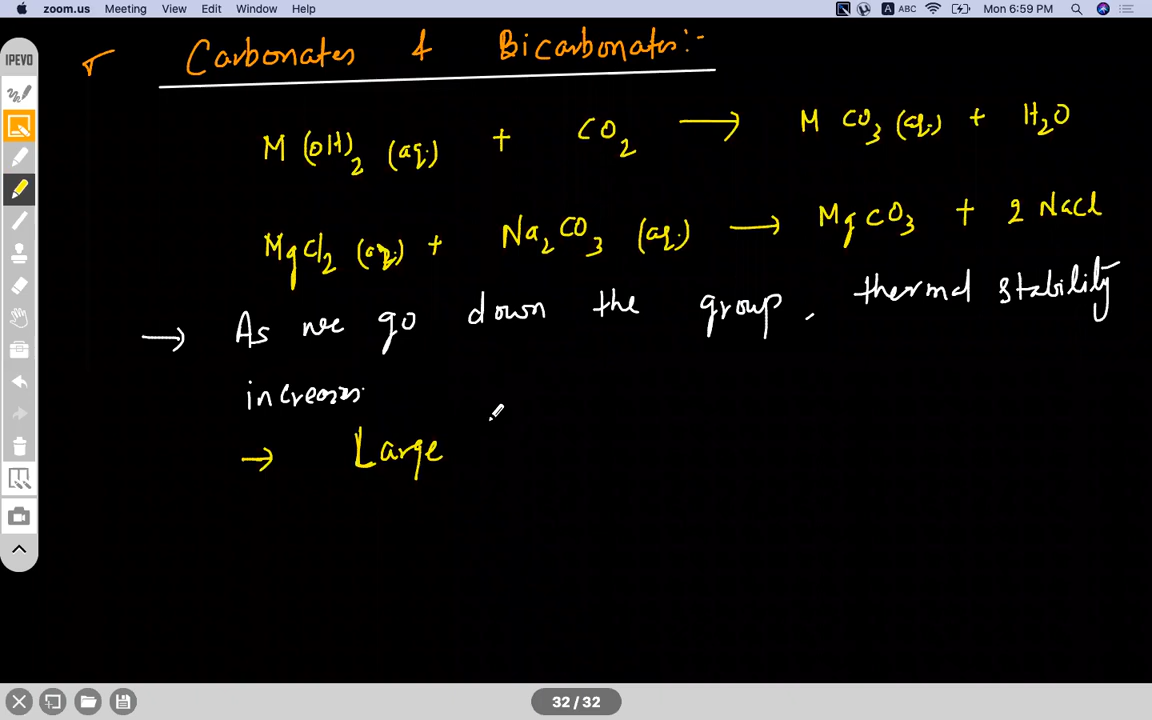 zoom.us Meeting View Edit Window Help A ABC Mon 6:59 PM
IPEVO
Carbonates & Bicarbonates:-
M(OH)2 (aq.) + CO2 → MCO3 (aq.) + H2O
MgCl2 (aq.) + Na2CO3 (aq.) → MgCO3 + 2 NaCl
→ As we go down the group, thermal stability
increases.
→ Large
32 / 32